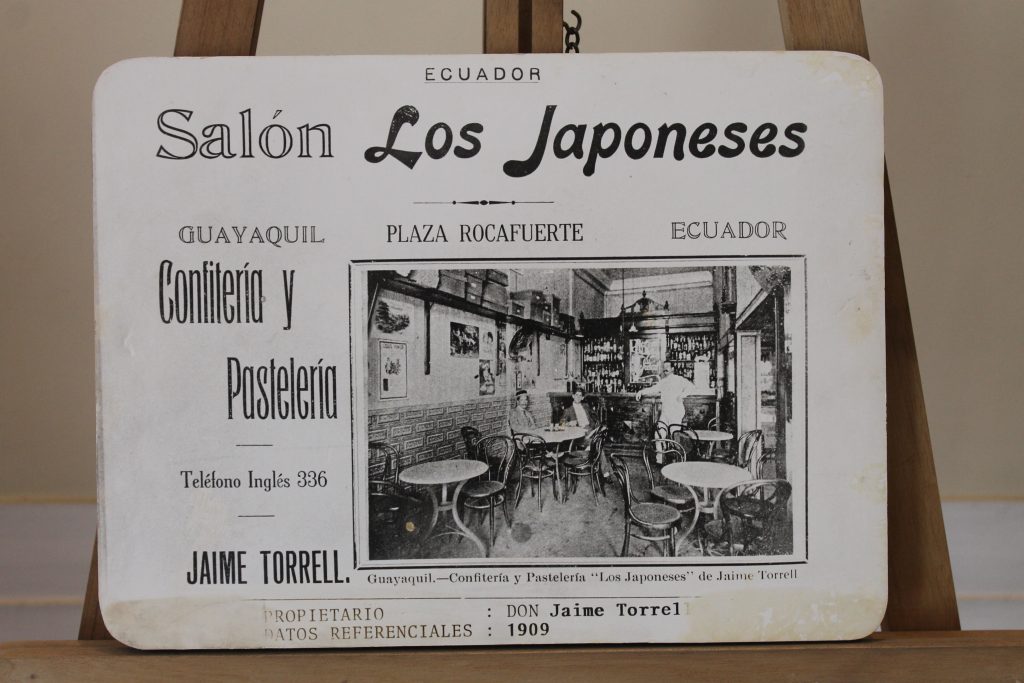 ECUADOR
Salón Los Japoneses
GUAYAQUIL PLAZA ROCAFUERTE ECUADOR
Confitería y
Pastelería
Teléfono Inglés 336
JAIME TORRELL.
Guayaquil.—Confitería y Pastelería "Los Japoneses" de Jaime Torrell
PROPIETARIO : DON Jaime Torrell
DATOS REFERENCIALES : 1909